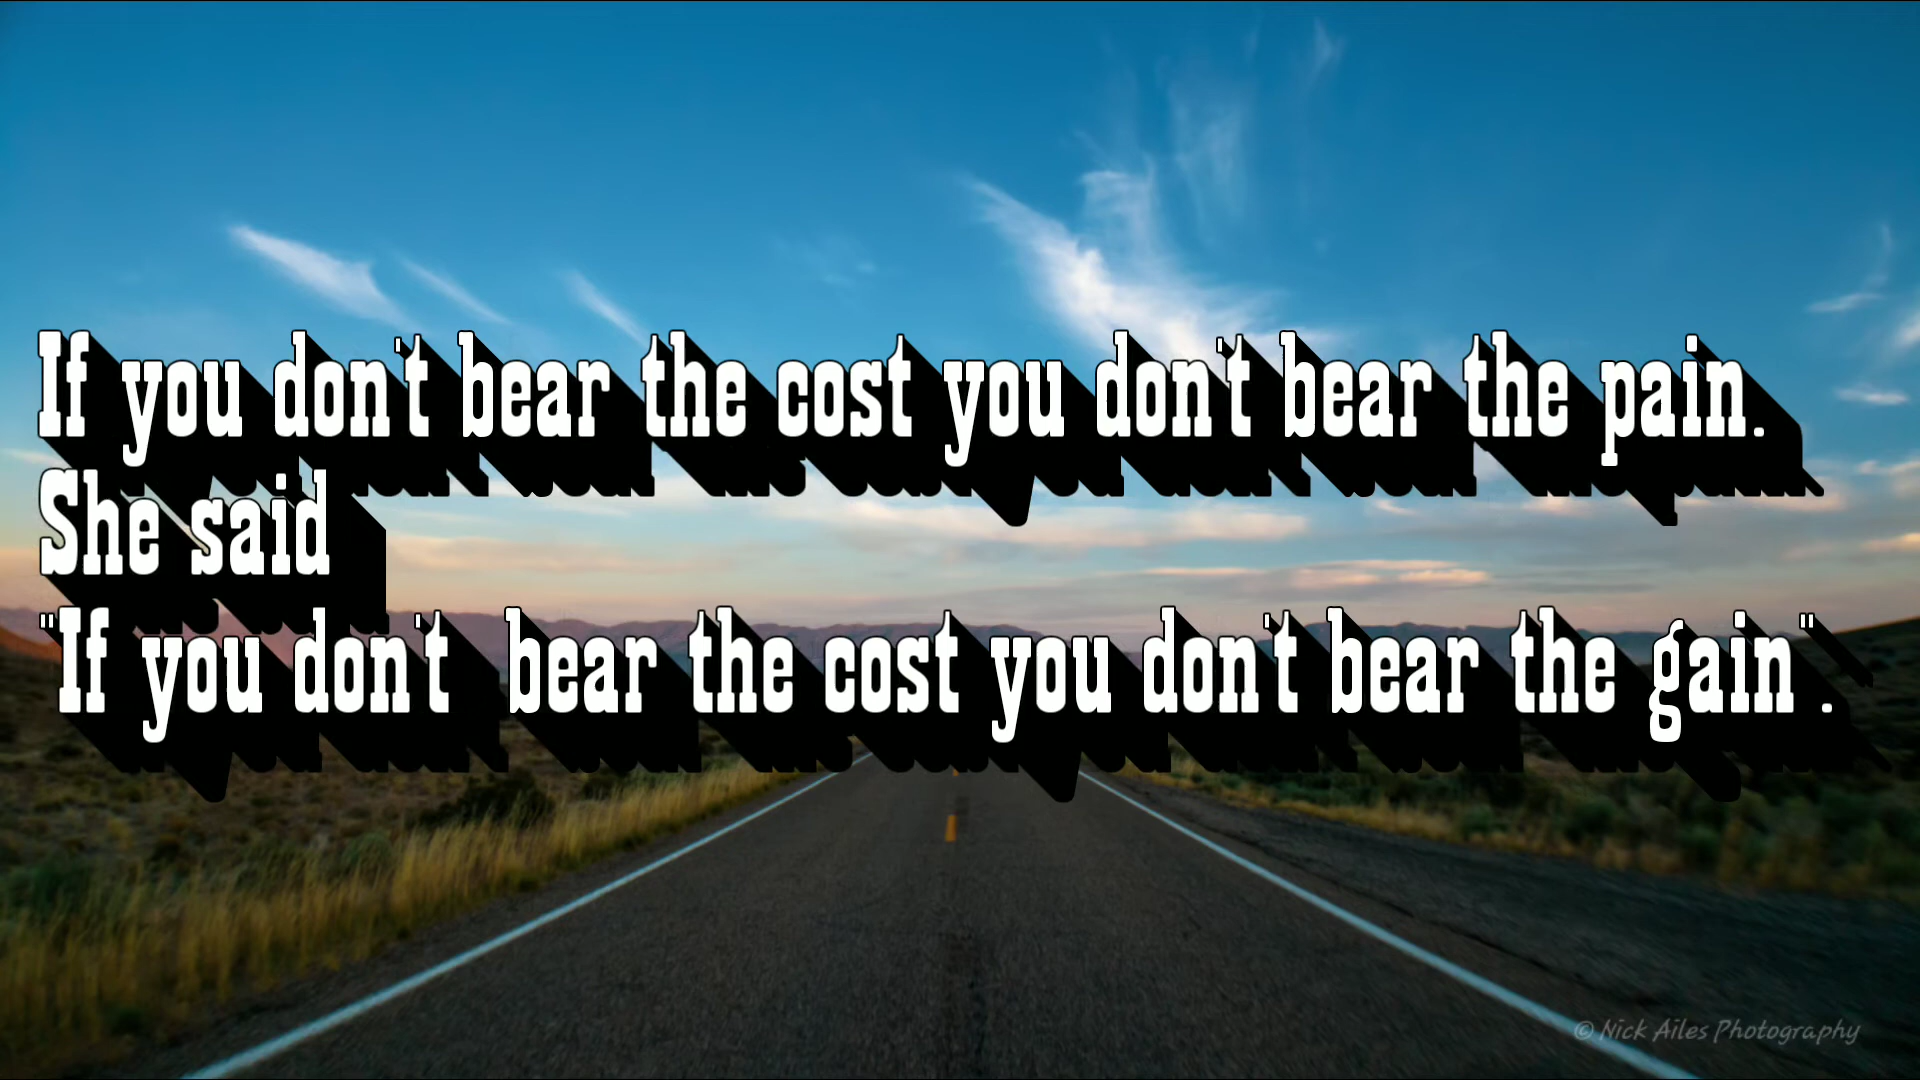 If you don't bear the cost you don't bear the pain.
She said
"If you don't  bear the cost you don't bear the gain".
© Nick Ailes Photography